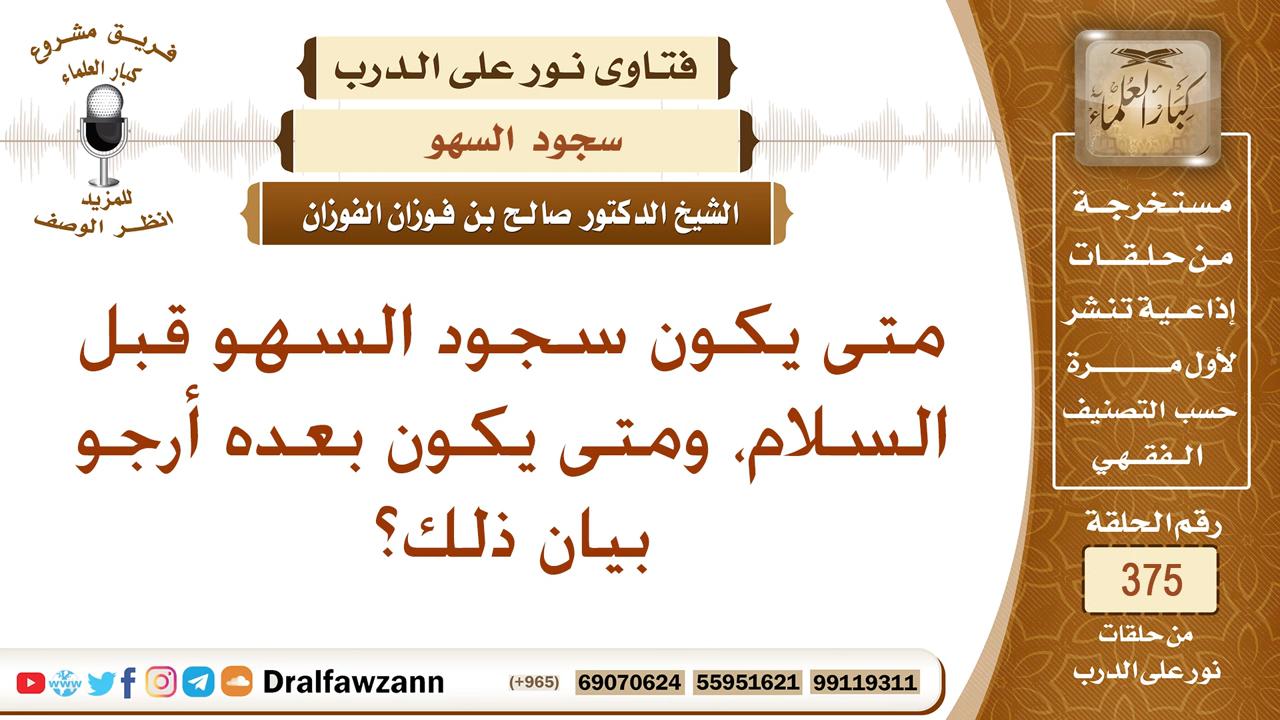 فريق مشروع
كبار العلماء
للمزيد
انظر الوصف
فتاوى نور على الدرب
سجود السهو
الشيخ الدكتور صالح بن فوزان الفوزان
متى يكون سجود السهو قبل
السلام، ومتى يكون بعده أرجو
بيان ذلك؟
كبار العلماء
مستخرجة
من حلقات
إذاعية تنشر
لأول مرة
حسب التصنيف
الفقهي
رقم الحلقة
375
من حلقات
نور على الدرب
www Dralfawzann (+965) 69070624 55951621 99119311